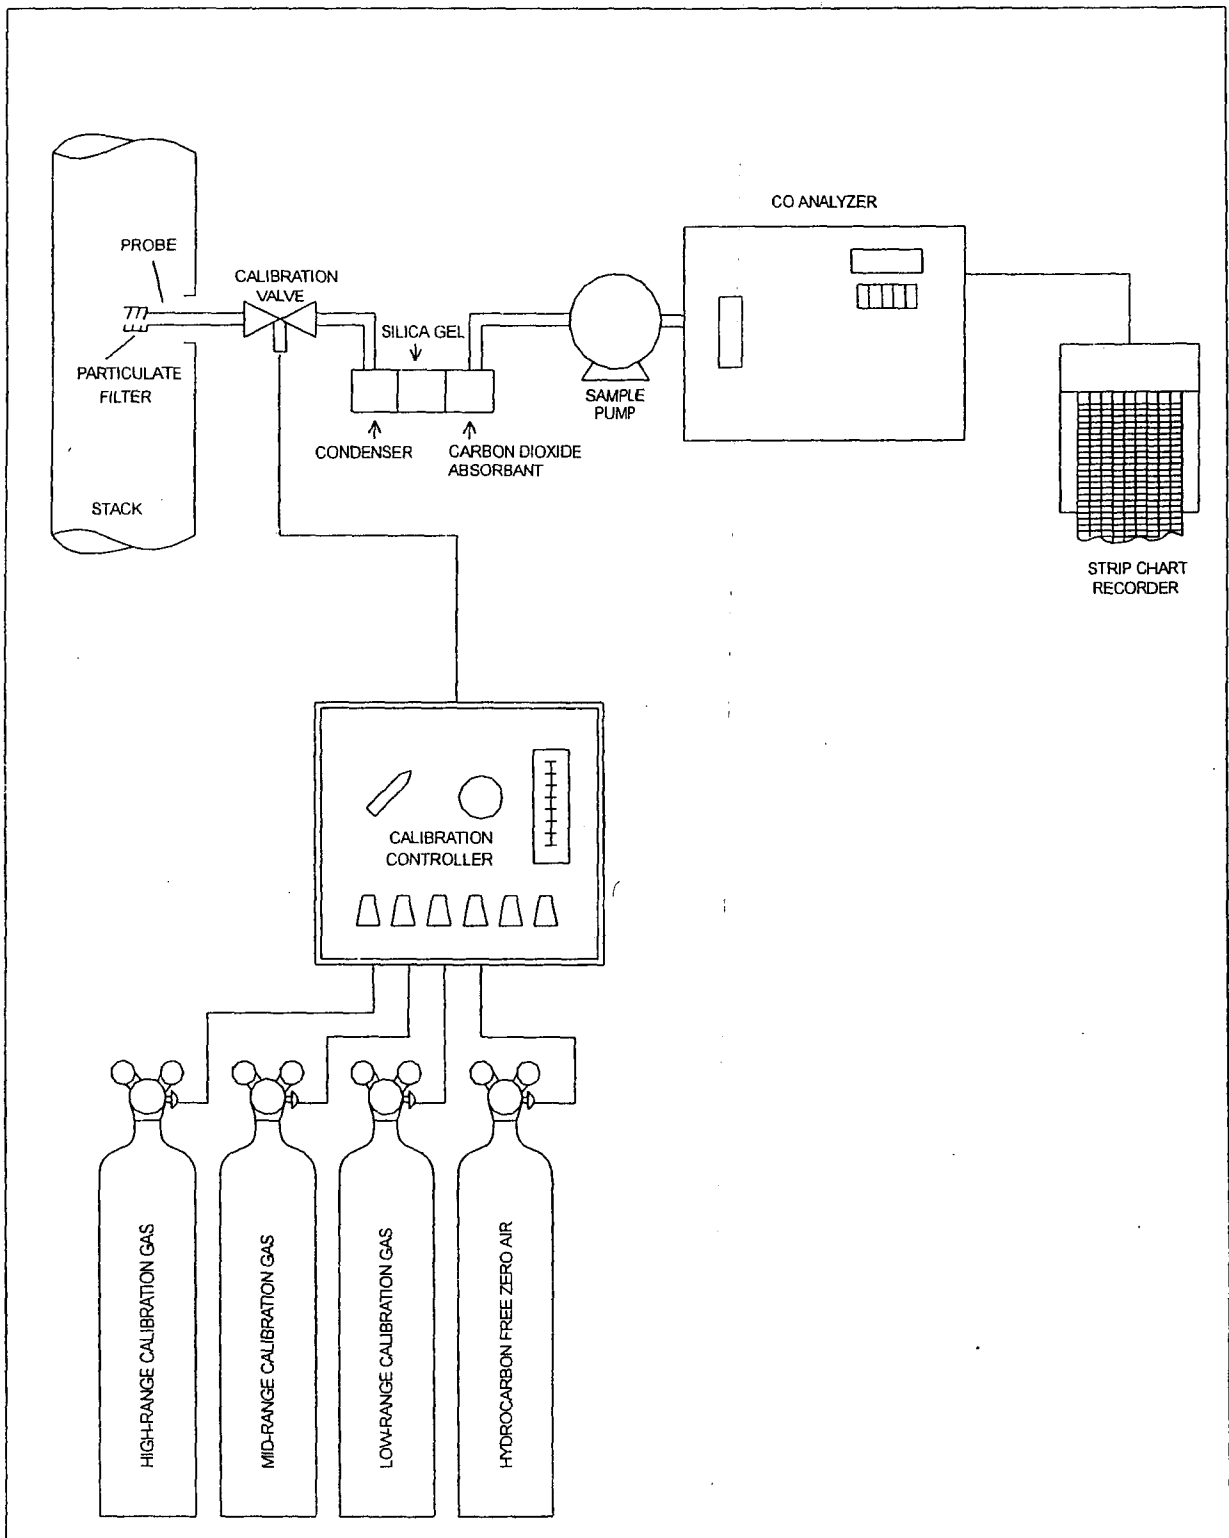 CO ANALYZER
PROBE
CALIBRATION
VALVE
SILICA GEL
PARTICULATE
FILTER
SAMPLE
PUMP
CONDENSER
CARBON DIOXIDE
ABSORBANT
STACK
STRIP CHART
RECORDER
CALIBRATION
CONTROLLER
HIGH-RANGE CALIBRATION GAS
MID-RANGE CALIBRATION GAS
LOW-RANGE CALIBRATION GAS
HYDROCARBON FREE ZERO AIR